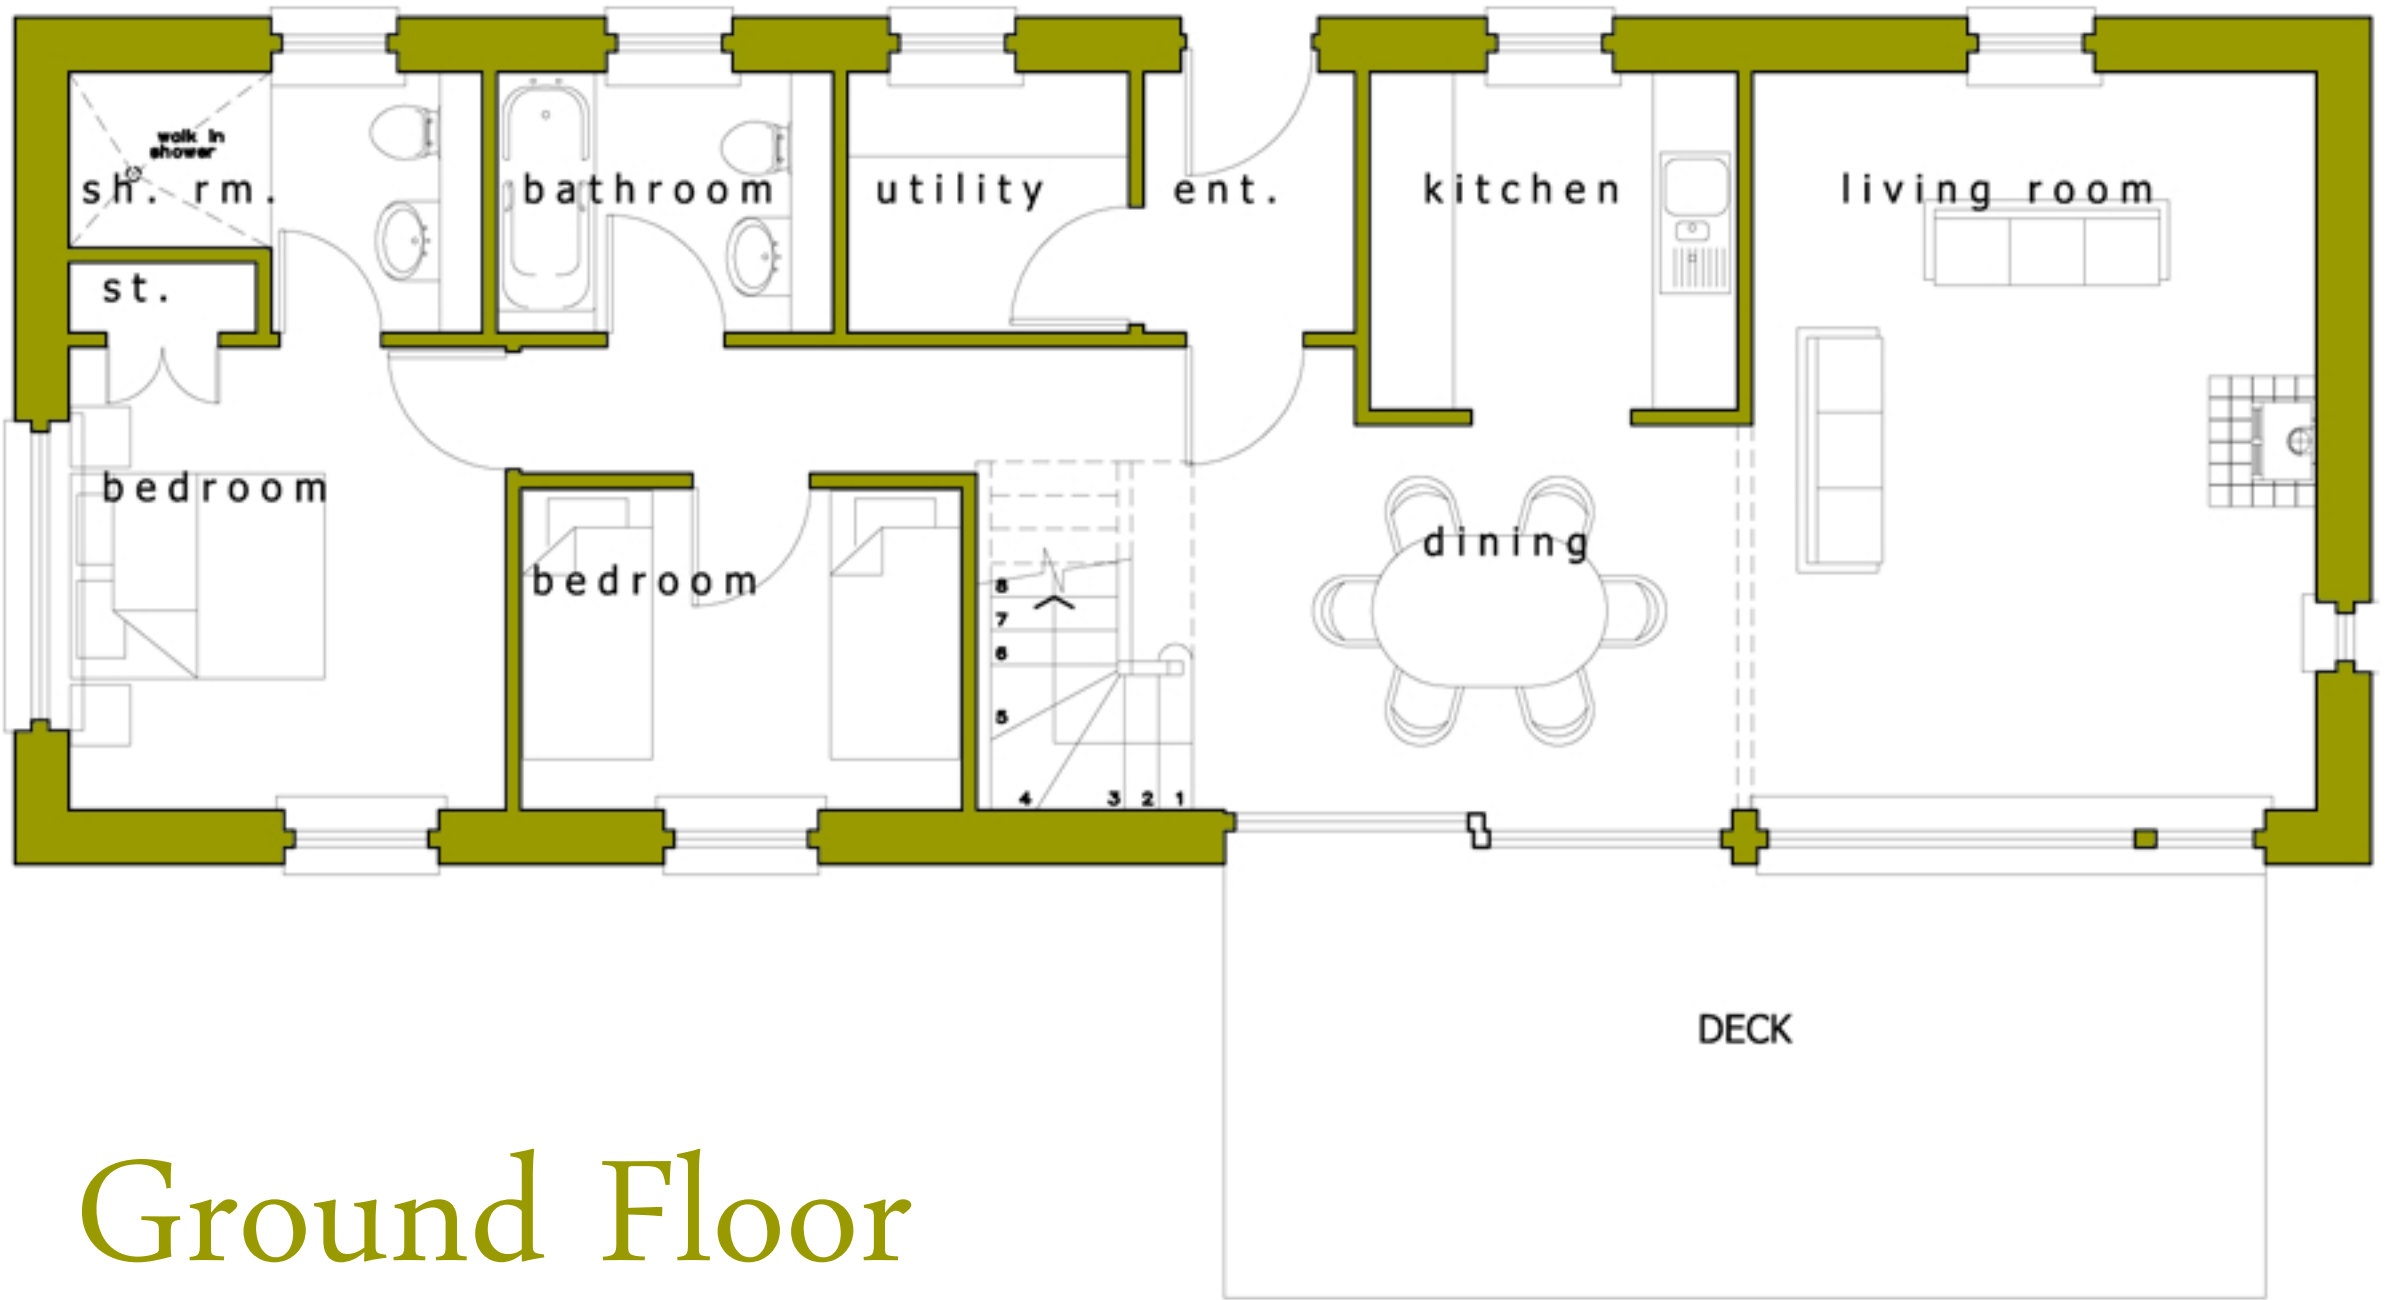 walk in
shower
sh. rm.
bathroom
utility
ent.
kitchen
living room
st.
bedroom
bedroom
dining
8
7
6
5
4
3
2
1
DECK
Ground Floor